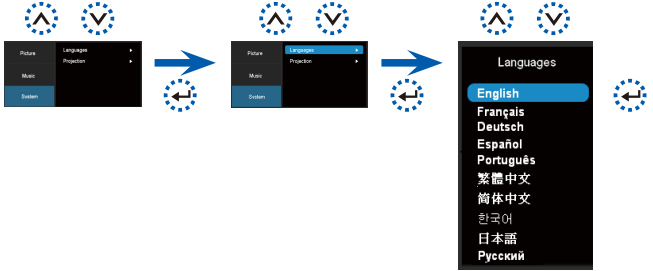 Picture
Music
System
Languages
Projection
Picture
Music
System
Languages
Projection
Languages
English
Français
Deutsch
Español
Português
繁體中文
简体中文
한국어
日本語
Русский